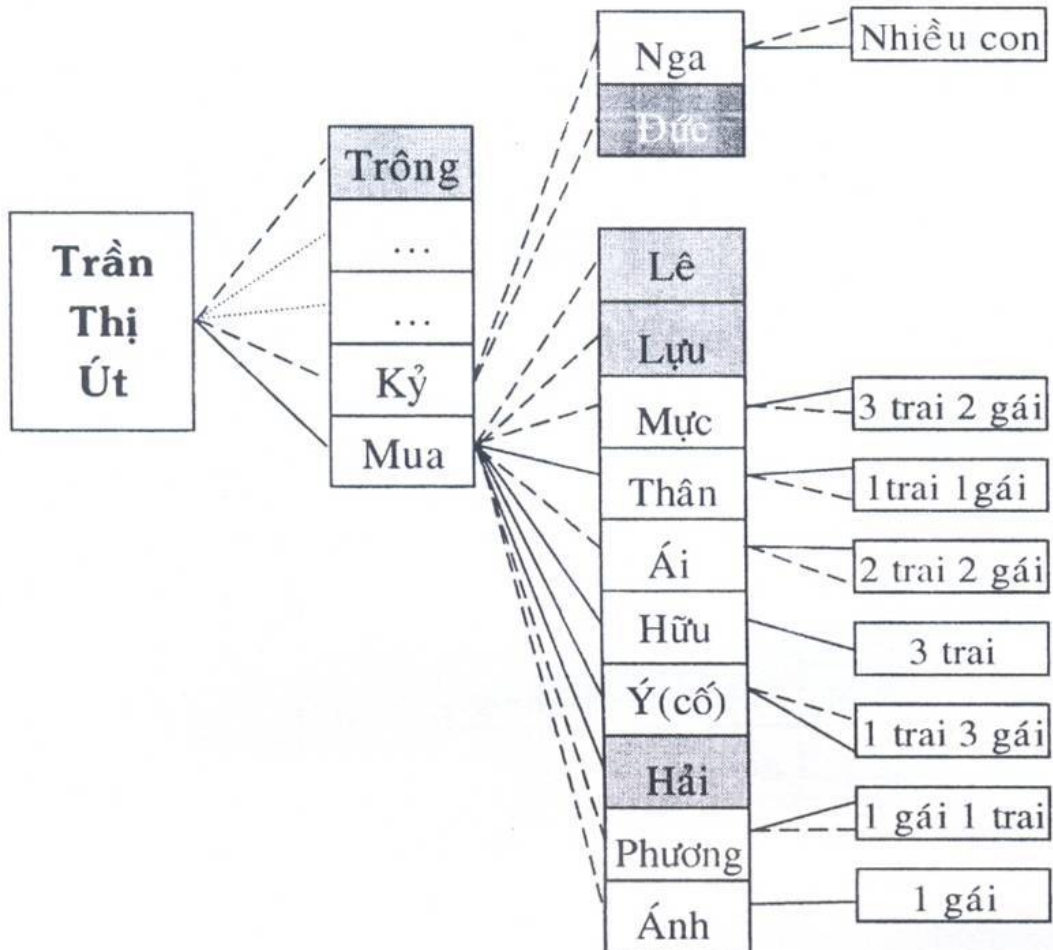 Trần
Thị
Út
Trông
...
...
Kỷ
Mua
Nga
Đức
Lê
Lựu
Mực
Thân
Ái
Hữu
Ý(cố)
Hải
Phương
Ánh
Nhiều con
3 trai 2 gái
1trai 1gái
2 trai 2 gái
3 trai
1 trai 3 gái
1 gái 1 trai
1 gái